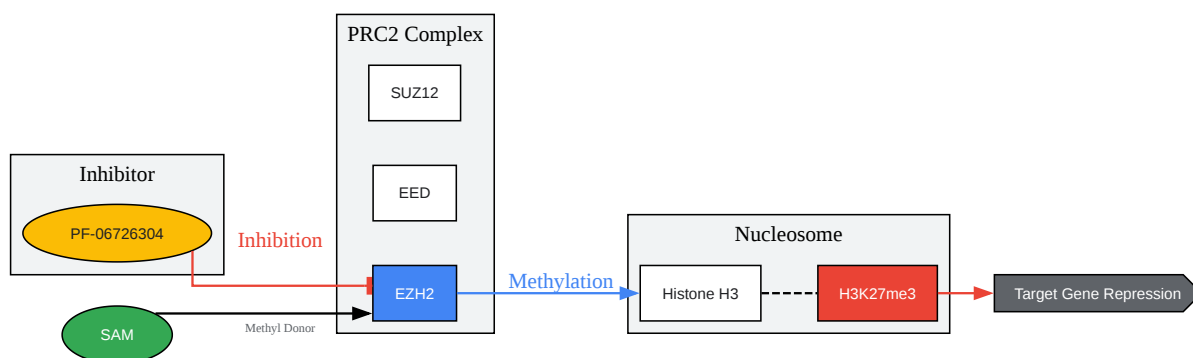 PRC2 Complex
SUZ12
Inhibitor
EED
PF-06726304
Inhibition
Nucleosome
EZH2
Methylation
Histone H3
H3K27me3
Target Gene Repression
SAM
Methyl Donor